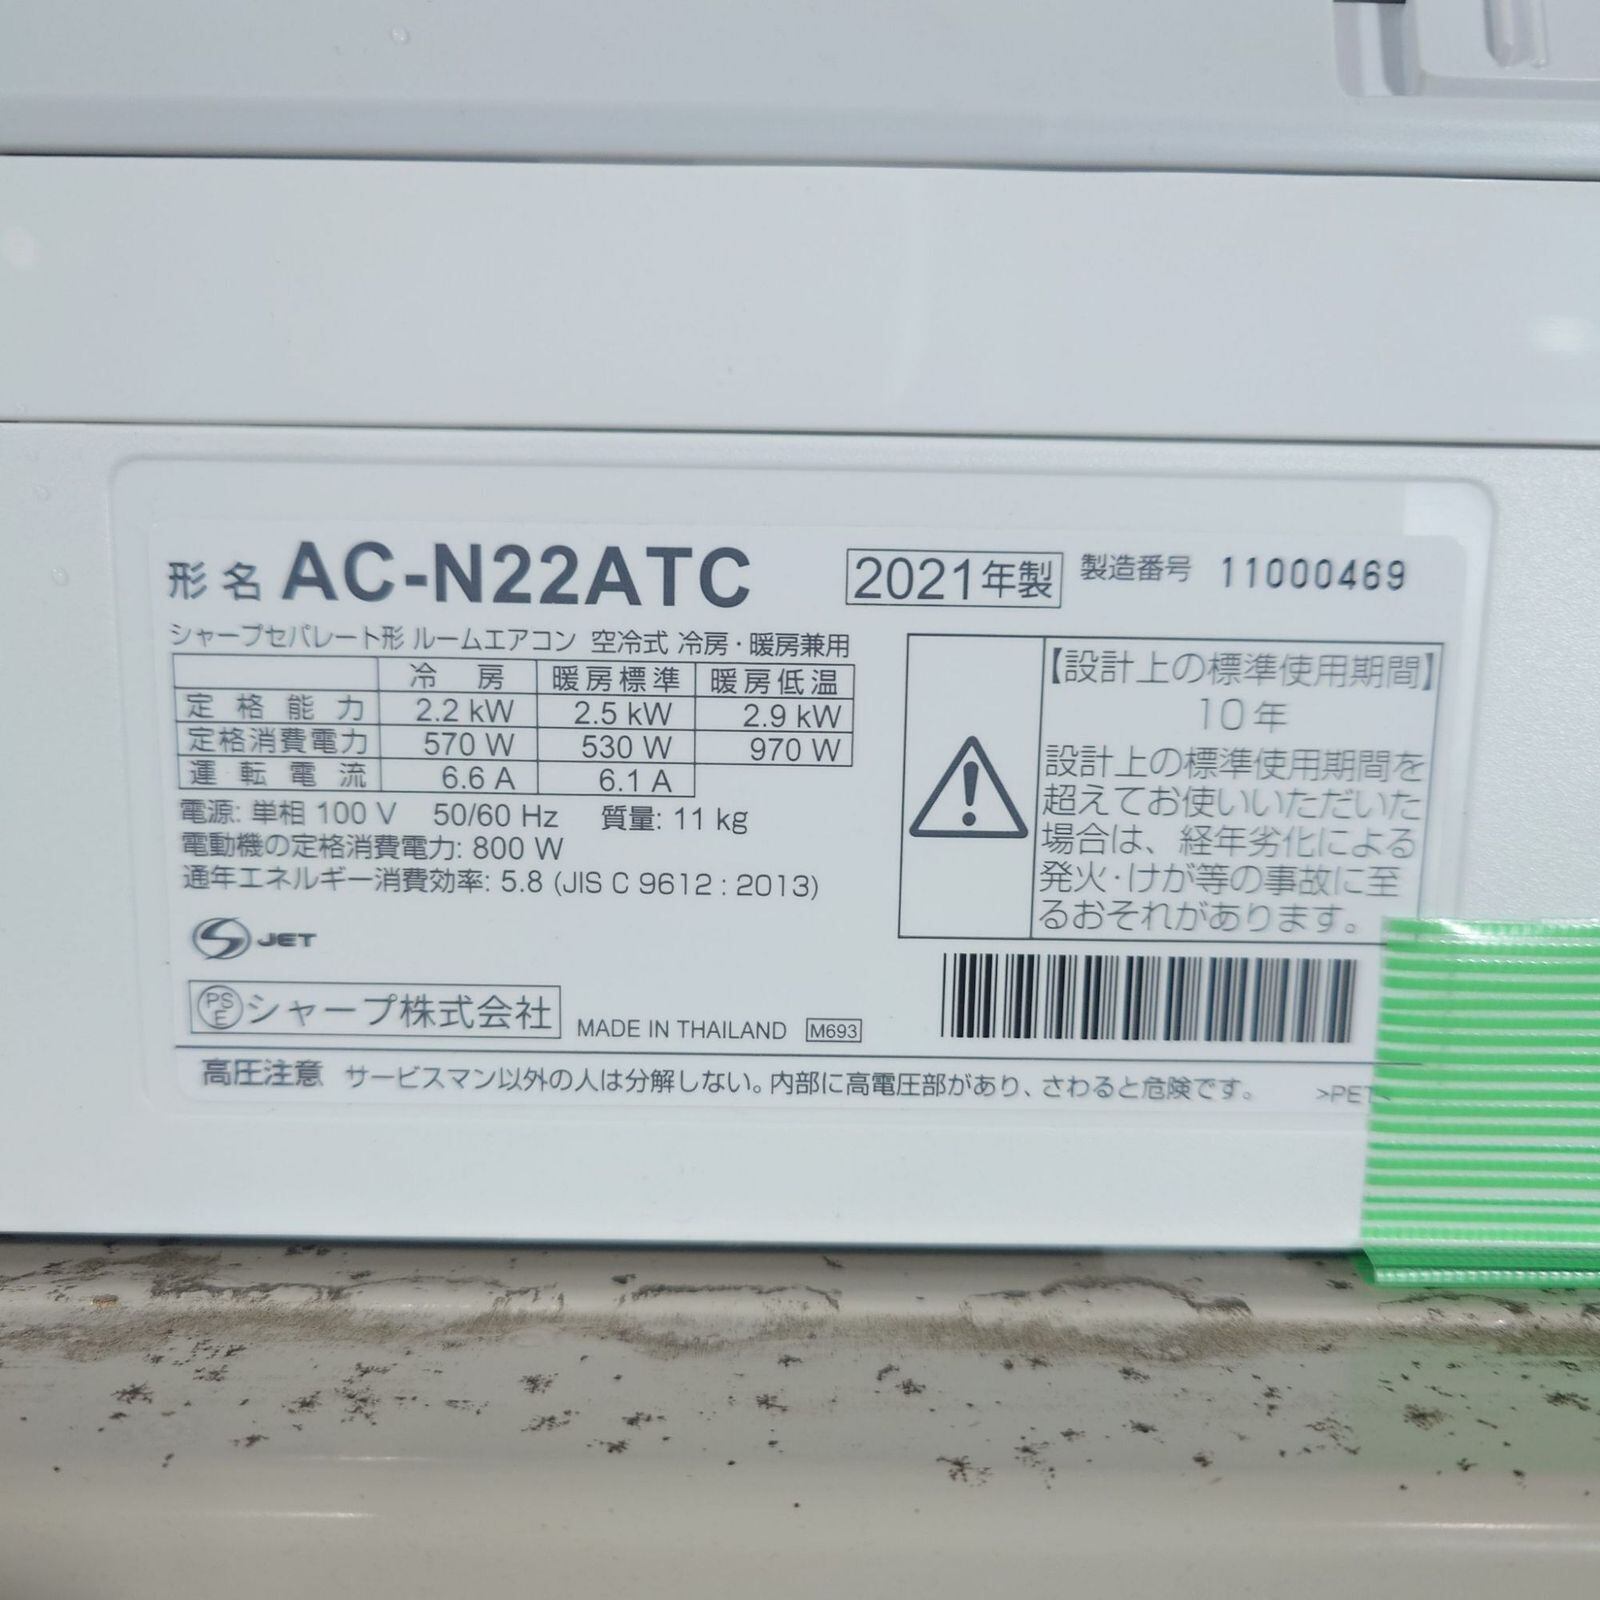 形名 AC-N22ATC
2021年製 製造番号 11000469
シャープセパレート形 ルームエアコン 空冷式 冷房・暖房兼用
冷房 暖房標準 暖房低温
定格能力 2.2 kW 2.5 kW 2.9 kW
定格消費電力 570 W 530 W 970 W
運転電流 6.6 A 6.1 A
電源: 単相 100 V 50/60 Hz 質量: 11 kg
電動機の定格消費電力: 800 W
通年エネルギー消費効率: 5.8 (JIS C 9612 : 2013)
【設計上の標準使用期間】
10年
設計上の標準使用期間を
超えてお使いいただいた
場合は、経年劣化による
発火・けが等の事故に至
るおそれがあります。
S JET
PSE シャープ株式会社 MADE IN THAILAND M693
高圧注意 サービスマン以外の人は分解しない。内部に高電圧部があり、さわると危険です。 >PET<